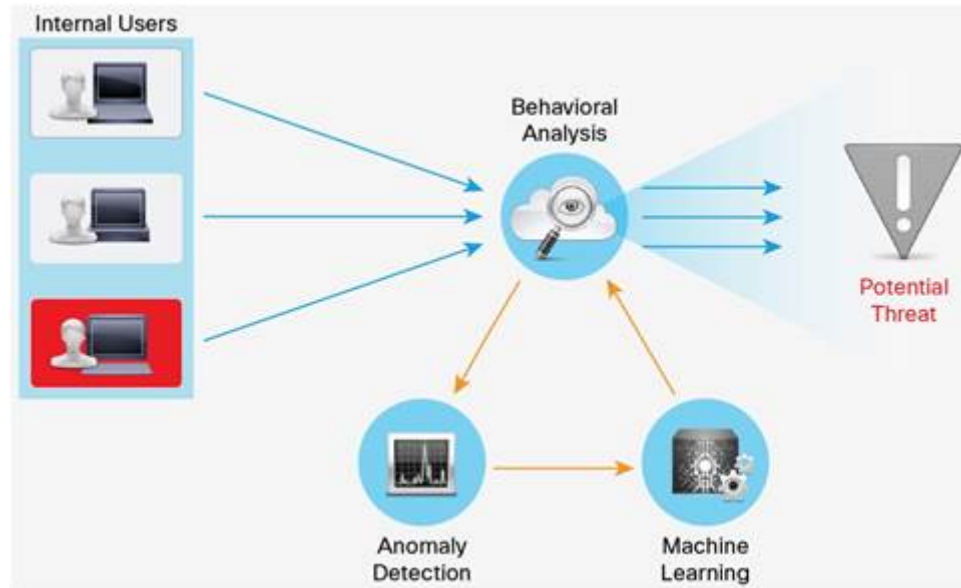 Internal Users
Behavioral
Analysis
Potential
Threat
Anomaly
Detection
Machine
Learning